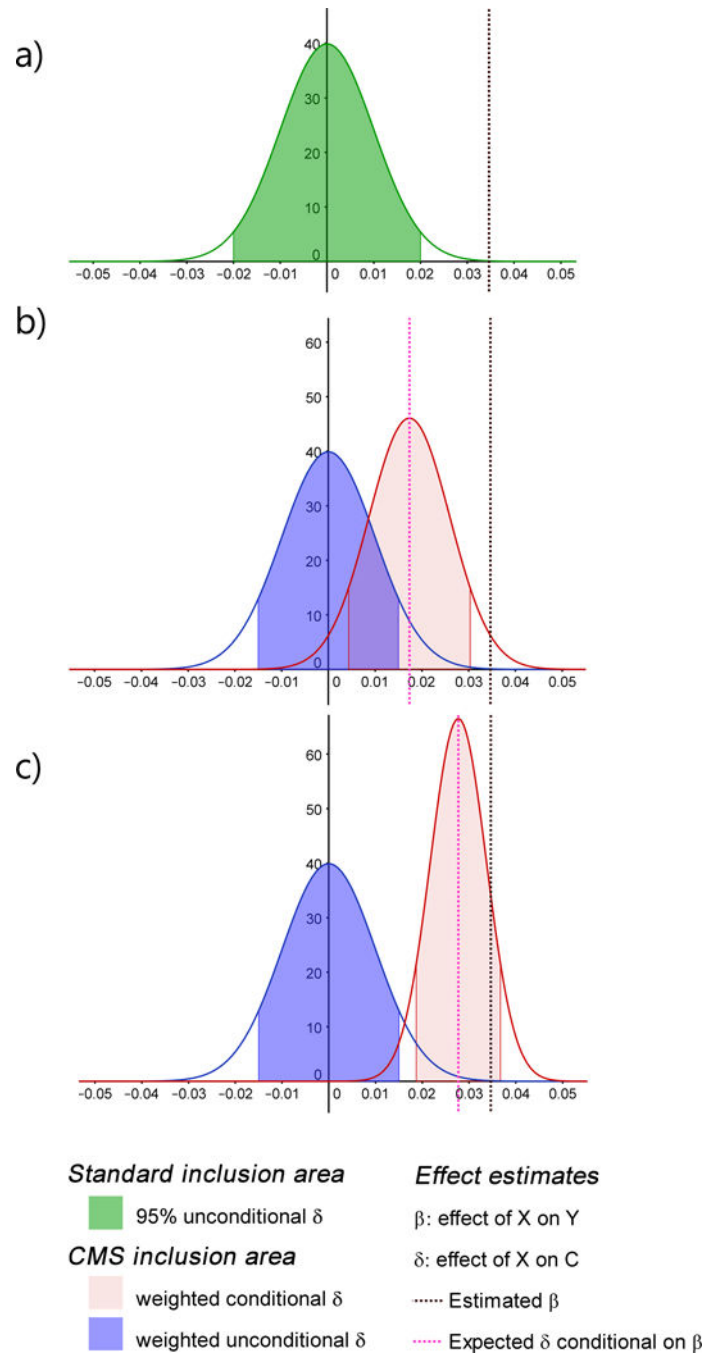 a)
40
30
20
10
0
−0.05 −0.04 −0.03 −0.02 −0.01 0 0.01 0.02 0.03 0.04 0.05
b)
60
50
40
30
20
10
0
−0.05 −0.04 −0.03 −0.02 −0.01 0 0.01 0.02 0.03 0.04 0.05
c)
60
50
40
30
20
10
0
−0.05 −0.04 −0.03 −0.02 −0.01 0 0.01 0.02 0.03 0.04 0.05
Standard inclusion area
95% unconditional δ
CMS inclusion area
weighted conditional δ
weighted unconditional δ
Effect estimates
β: effect of X on Y
δ: effect of X on C
Estimated β
Expected δ conditional on β